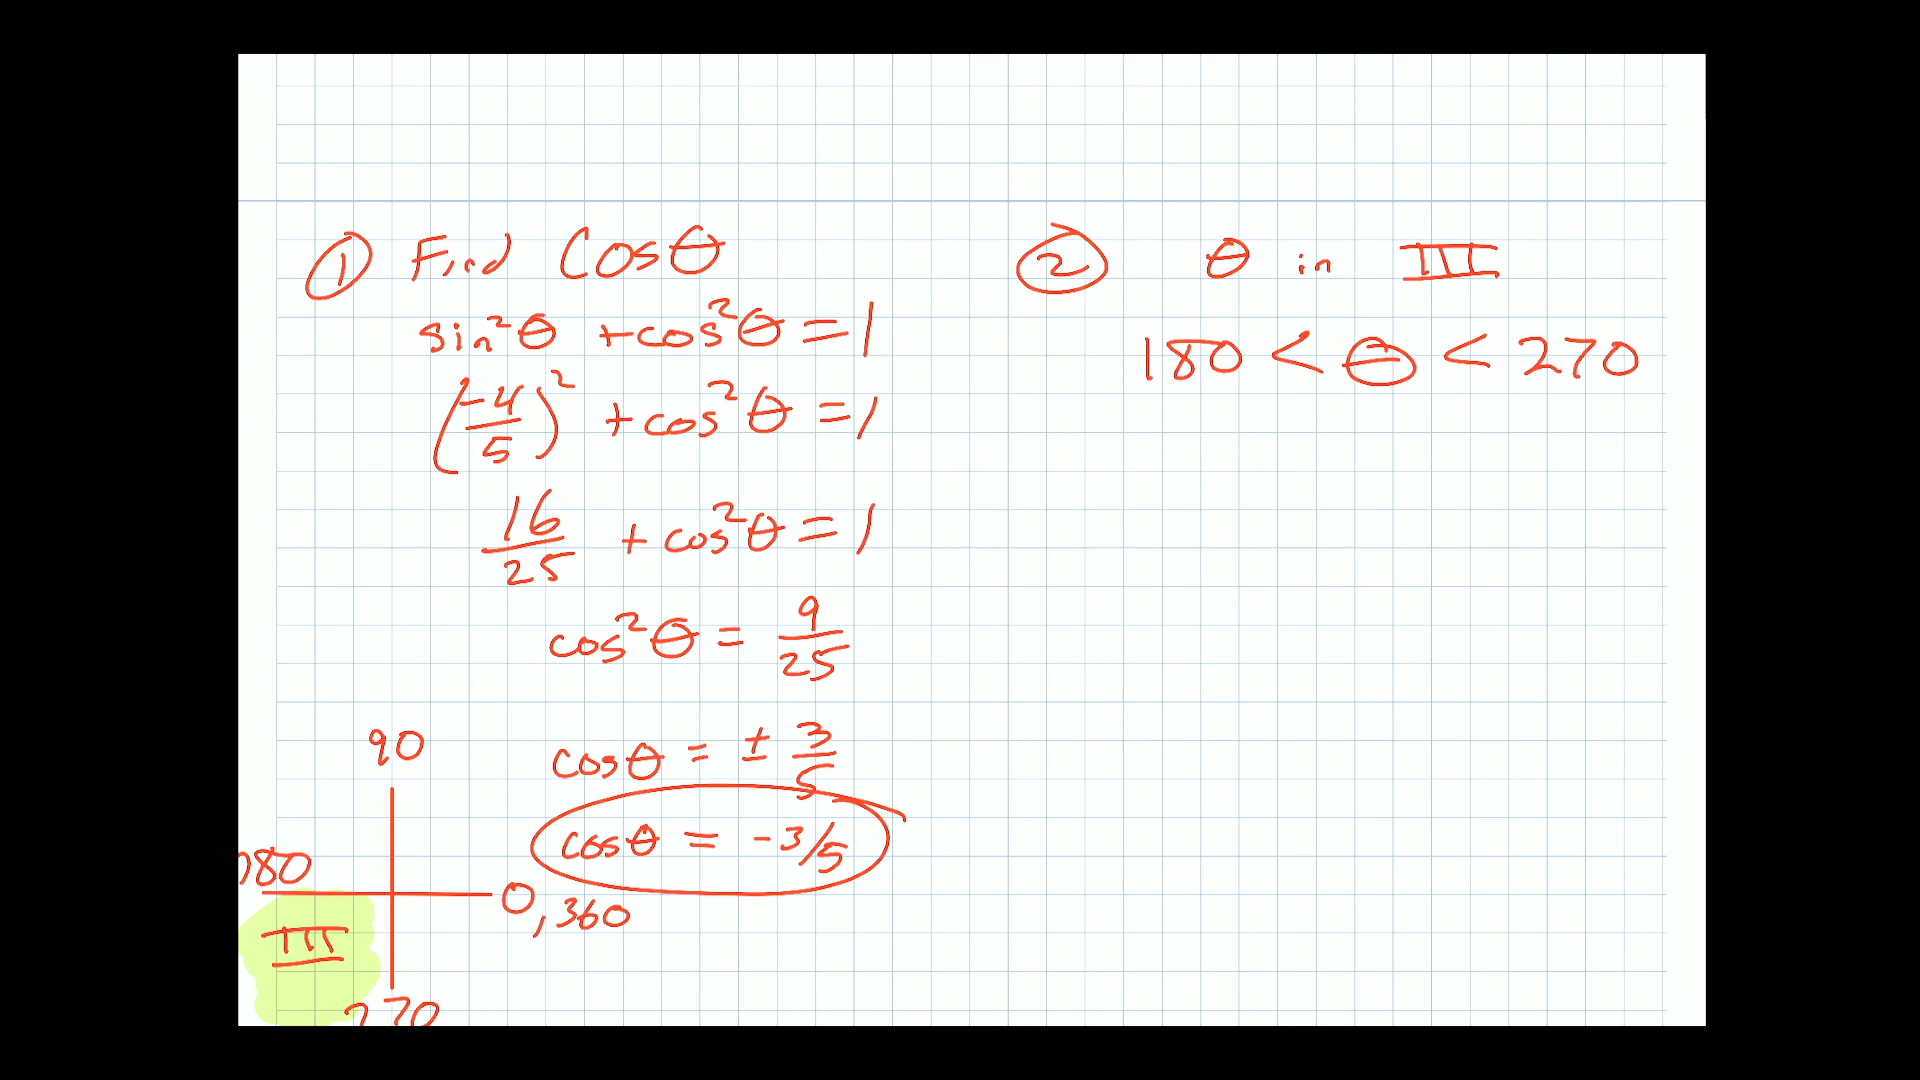 ① Find Cosθ
sin²θ + cos²θ = 1
(-4/5)² + cos²θ = 1
16/25 + cos²θ = 1
cos²θ = 9/25
cosθ = ± 3/5
cosθ = -3/5
90
180
0, 360
III
270
② θ in III
180 < θ < 270